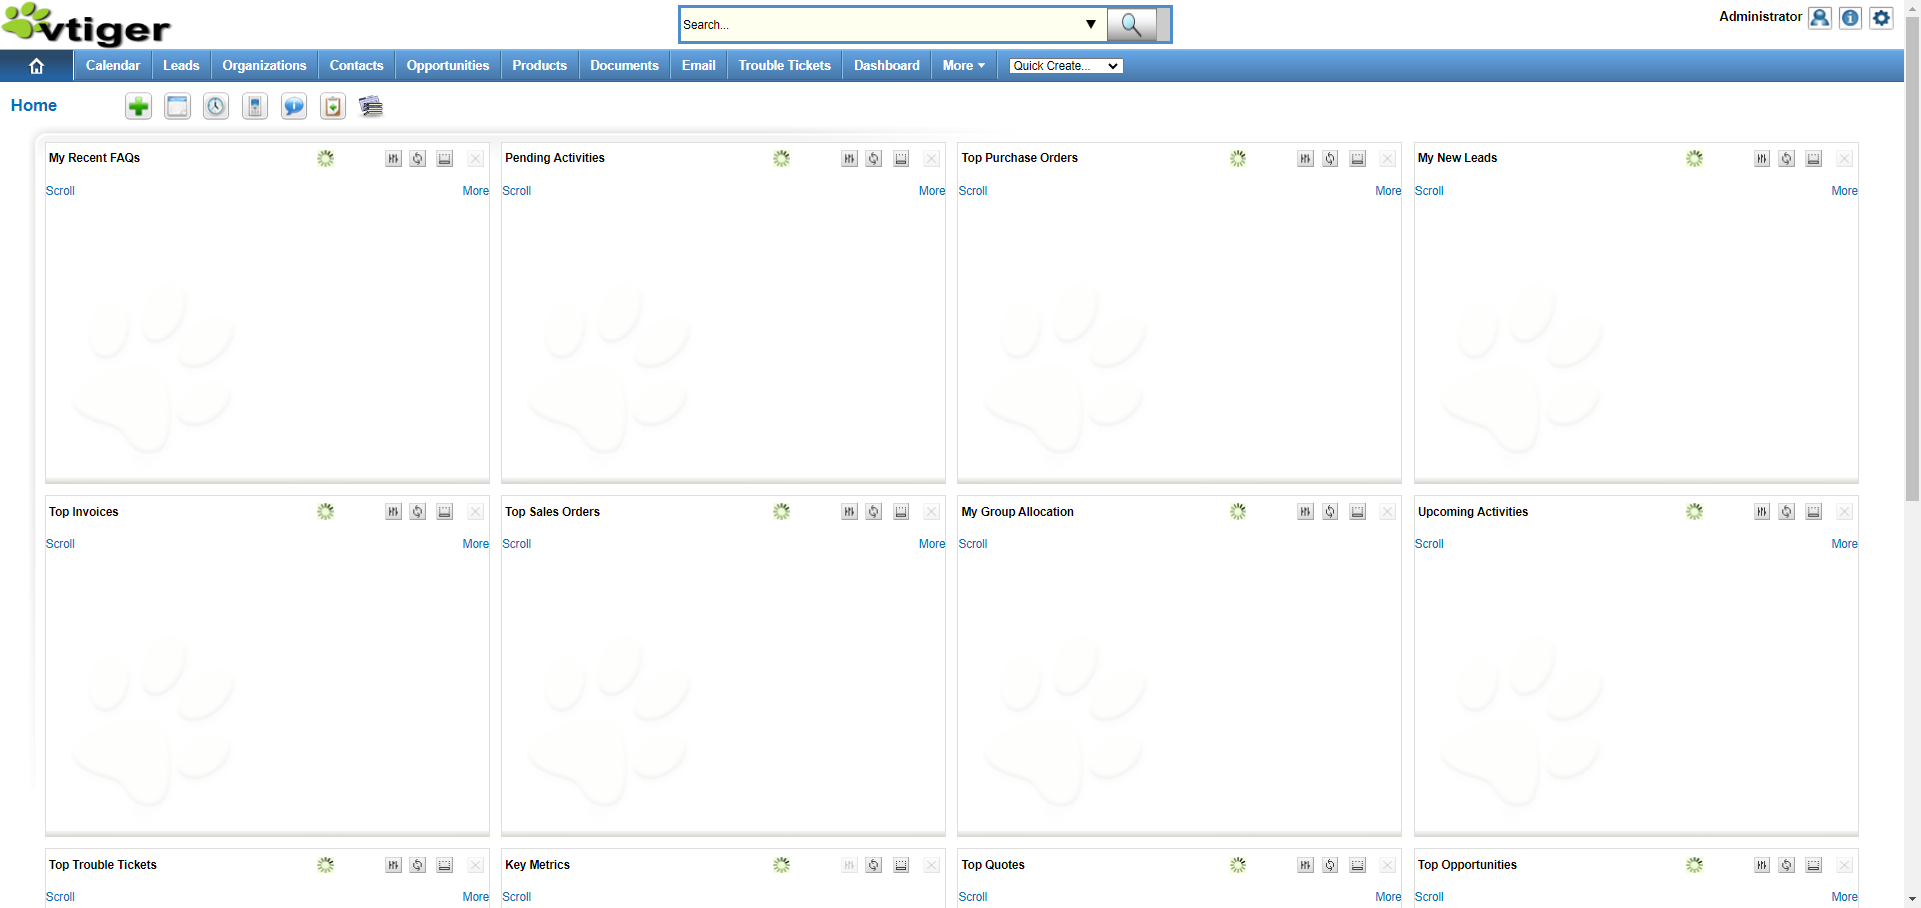 vtiger
Search...
Administrator
Calendar Leads Organizations Contacts Opportunities Products Documents Email Trouble Tickets Dashboard More Quick Create...
Home
My Recent FAQs Pending Activities Top Purchase Orders My New Leads
Scroll More Scroll More Scroll More Scroll More
Top Invoices Top Sales Orders My Group Allocation Upcoming Activities
Scroll More Scroll More Scroll More Scroll More
Top Trouble Tickets Key Metrics Top Quotes Top Opportunities
Scroll More Scroll More Scroll More Scroll More